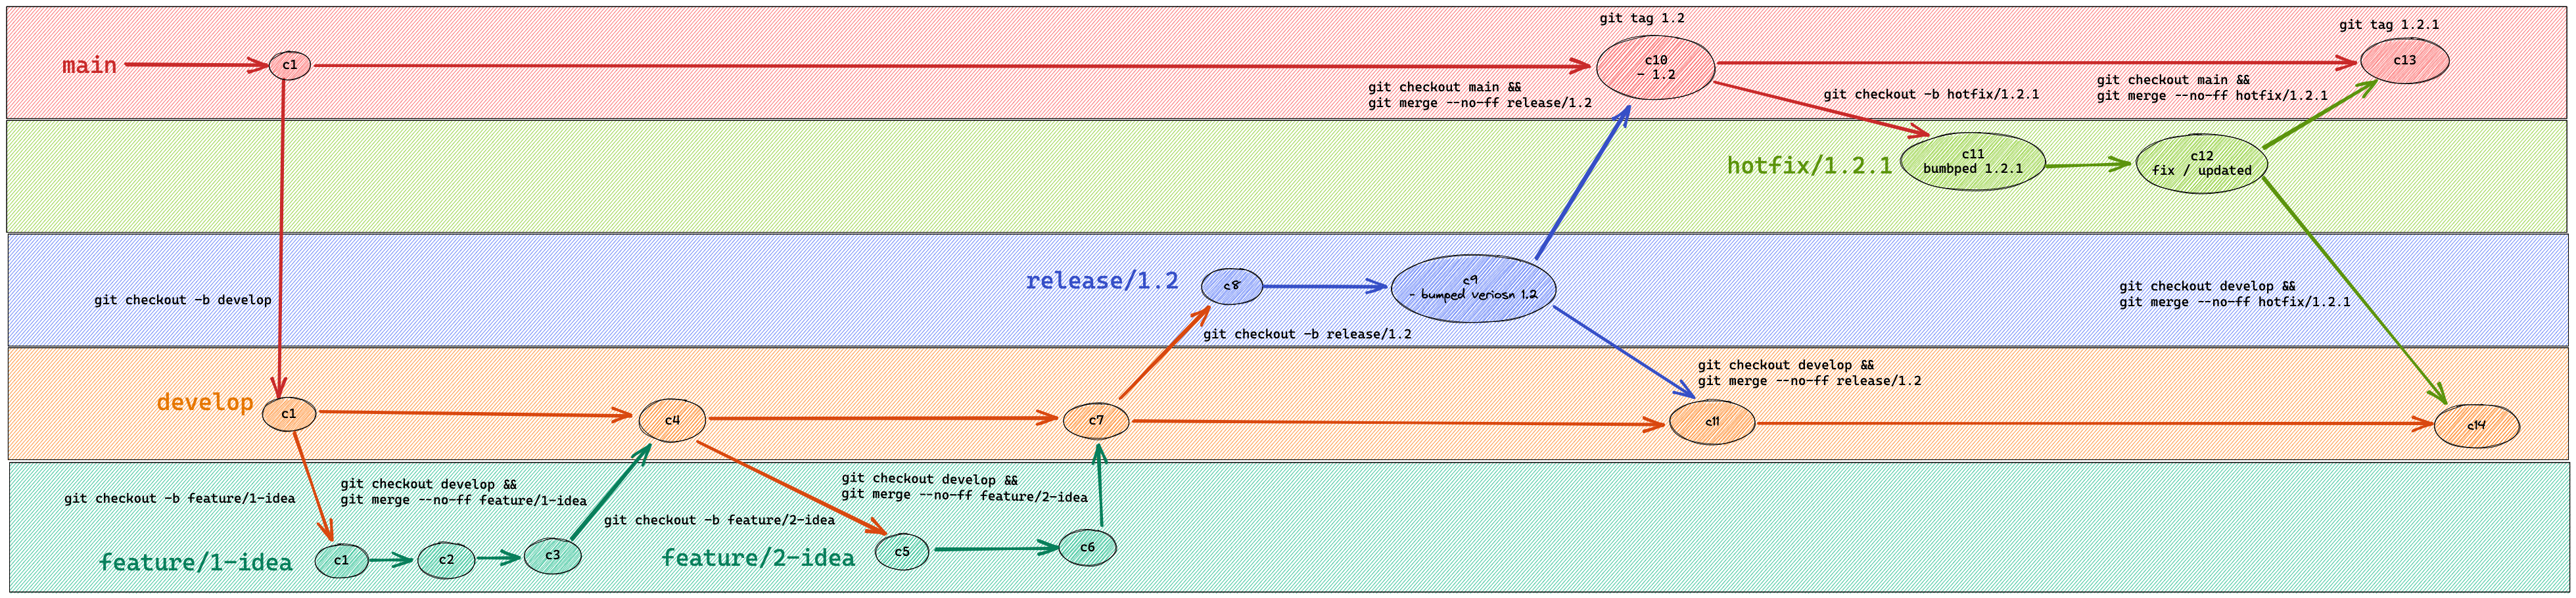 git tag 1.2
git tag 1.2.1
main
c1
c10
- 1.2
c13
git checkout main &&
git merge --no-ff release/1.2
git checkout -b hotfix/1.2.1
git checkout main &&
git merge --no-ff hotfix/1.2.1
hotfix/1.2.1
c11
bumbped 1.2.1
c12
fix / updated
release/1.2
c8
c9
- bumped veriosn 1.2
git checkout -b develop
git checkout develop &&
git merge --no-ff hotfix/1.2.1
git checkout -b release/1.2
git checkout develop &&
git merge --no-ff release/1.2
develop
c1
c4
c7
c11
c14
git checkout -b feature/1-idea
git checkout develop &&
git merge --no-ff feature/1-idea
git checkout -b feature/2-idea
git checkout develop &&
git merge --no-ff feature/2-idea
feature/1-idea
c1
c2
c3
feature/2-idea
c5
c6